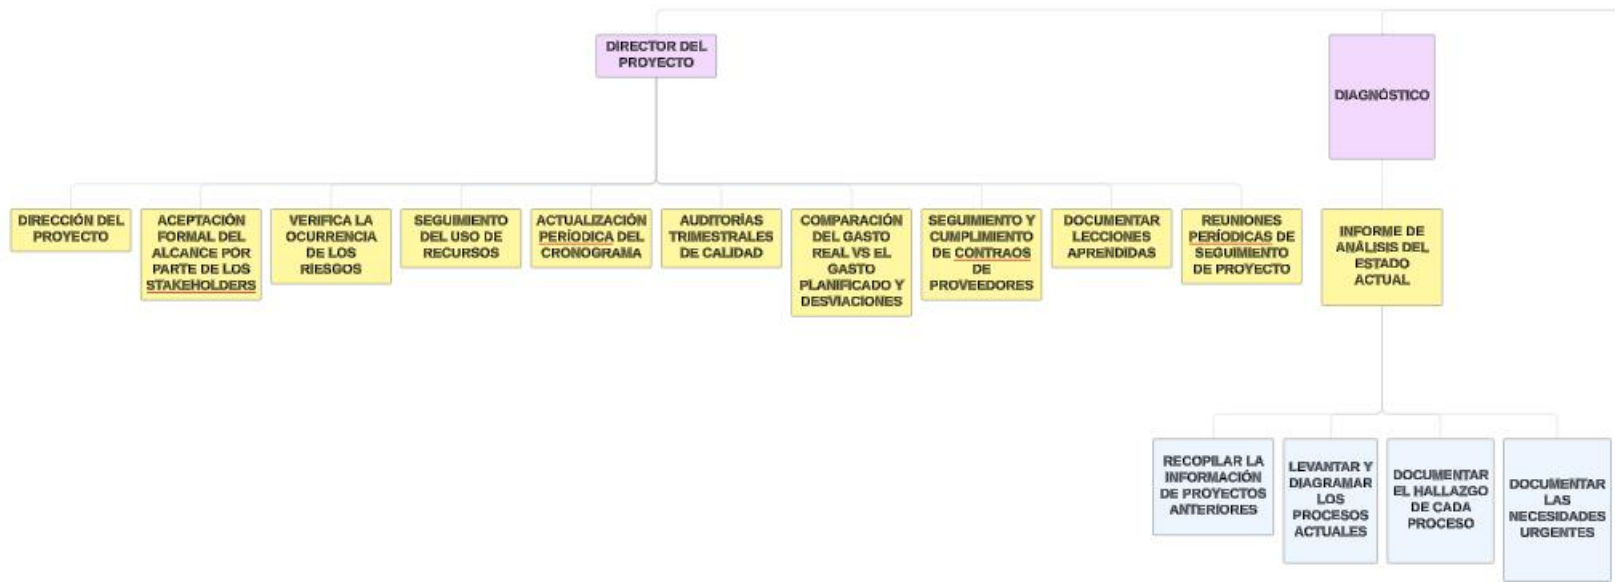 DIRECTOR DEL
PROYECTO
DIAGNÓSTICO
DIRECCIÓN DEL
PROYECTO
ACEPTACIÓN
FORMAL DEL
ALCANCE POR
PARTE DE LOS
STAKEHOLDERS
VERIFICA LA
OCURRENCIA
DE LOS
RIESGOS
SEGUIMIENTO
DEL USO DE
RECURSOS
ACTUALIZACIÓN
PERÍODICA DEL
CRONOGRAMA
AUDITORÍAS
TRIMESTRALES
DE CALIDAD
COMPARACIÓN
DEL GASTO
REAL VS EL
GASTO
PLANIFICADO Y
DESVIACIONES
SEGUIMIENTO Y
CUMPLIMIENTO
DE CONTRAOS
DE
PROVEEDORES
DOCUMENTAR
LECCIONES
APRENDIDAS
REUNIONES
PERÍODICAS DE
SEGUIMIENTO
DE PROYECTO
INFORME DE
ANÁLISIS DEL
ESTADO
ACTUAL
RECOPILAR LA
INFORMACIÓN
DE PROYECTOS
ANTERIORES
LEVANTAR Y
DIAGRAMAR
LOS
PROCESOS
ACTUALES
DOCUMENTAR
EL HALLAZGO
DE CADA
PROCESO
DOCUMENTAR
LAS
NECESIDADES
URGENTES